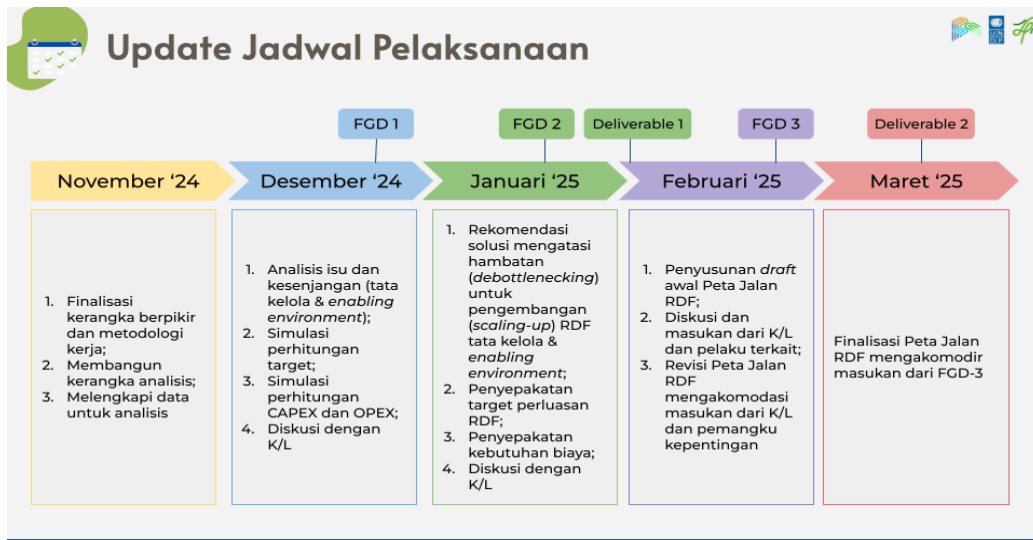 Update Jadwal Pelaksanaan
FGD 1
FGD 2
Deliverable 1
FGD 3
Deliverable 2
November ‘24
Desember ‘24
Januari ‘25
Februari ‘25
Maret ‘25
1. Finalisasi
kerangka berpikir
dan metodologi
kerja;
2. Membangun
kerangka analisis;
3. Melengkapi data
untuk analisis
1. Analisis isu dan
kesenjangan (tata
kelola & enabling
environment);
2. Simulasi
perhitungan
target;
3. Simulasi
perhitungan
CAPEX dan OPEX;
4. Diskusi dengan
K/L
1. Rekomendasi
solusi mengatasi
hambatan
(debottlenecking)
untuk
pengembangan
(scaling-up) RDF
tata kelola &
enabling
environment;
2. Penyepakatan
target perluasan
RDF;
3. Penyepakatan
kebutuhan biaya;
4. Diskusi dengan
K/L
1. Penyusunan draft
awal Peta Jalan
RDF;
2. Diskusi dan
masukan dari K/L
dan pelaku terkait;
3. Revisi Peta Jalan
RDF
mengakomodasi
masukan dari K/L
dan pemangku
kepentingan
Finalisasi Peta Jalan
RDF mengakomodir
masukan dari FGD-3